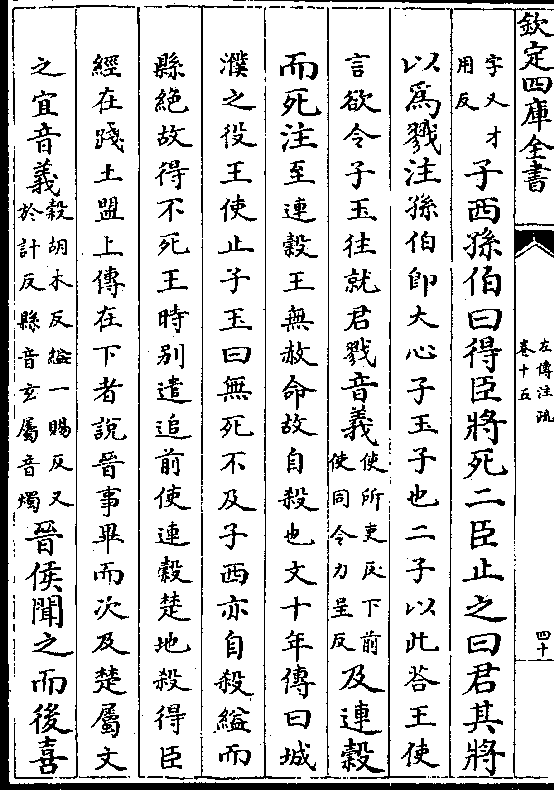 欽定四庫全書
左傳注疏
卷十五
四十
字又才用反子西孫伯曰得臣將死二臣止之曰君其將
以爲戮注孫伯卽大心子玉子也二子以此荅王使
言欲令子玉往就君戮音義使所吏反下前使同令力呈反及連穀
而死注至連穀王無赦命故自殺也文十年傳曰城
濮之役王使止子玉曰無死不及子西亦自殺縊而
縣絶故得不死王時别遣追前使連穀楚地殺得臣
經在踐土盟上傳在下者說晉事畢而次及楚屬文
之宜音義穀胡木反縊一賜反又於計反縣音玄屬音燭晉侯聞之而後喜